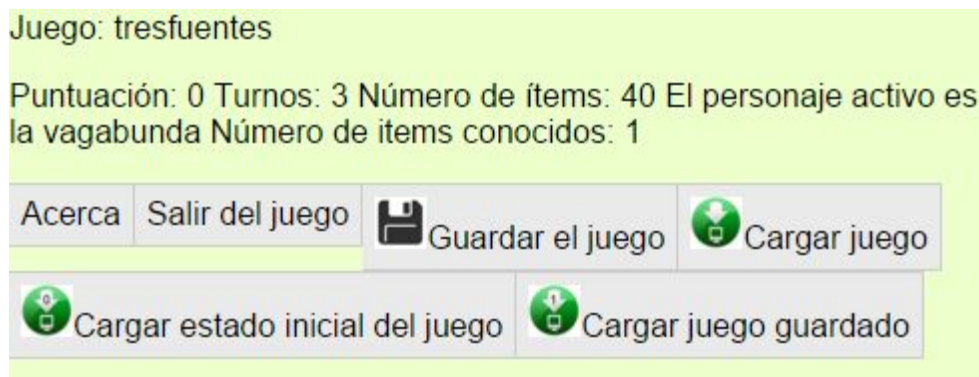 Juego: tresfuentes
Puntuación: 0 Turnos: 3 Número de ítems: 40 El personaje activo es
la vagabunda Número de items conocidos: 1
Acerca Salir del juego Guardar el juego Cargar juego
0 Cargar estado inicial del juego 1 Cargar juego guardado